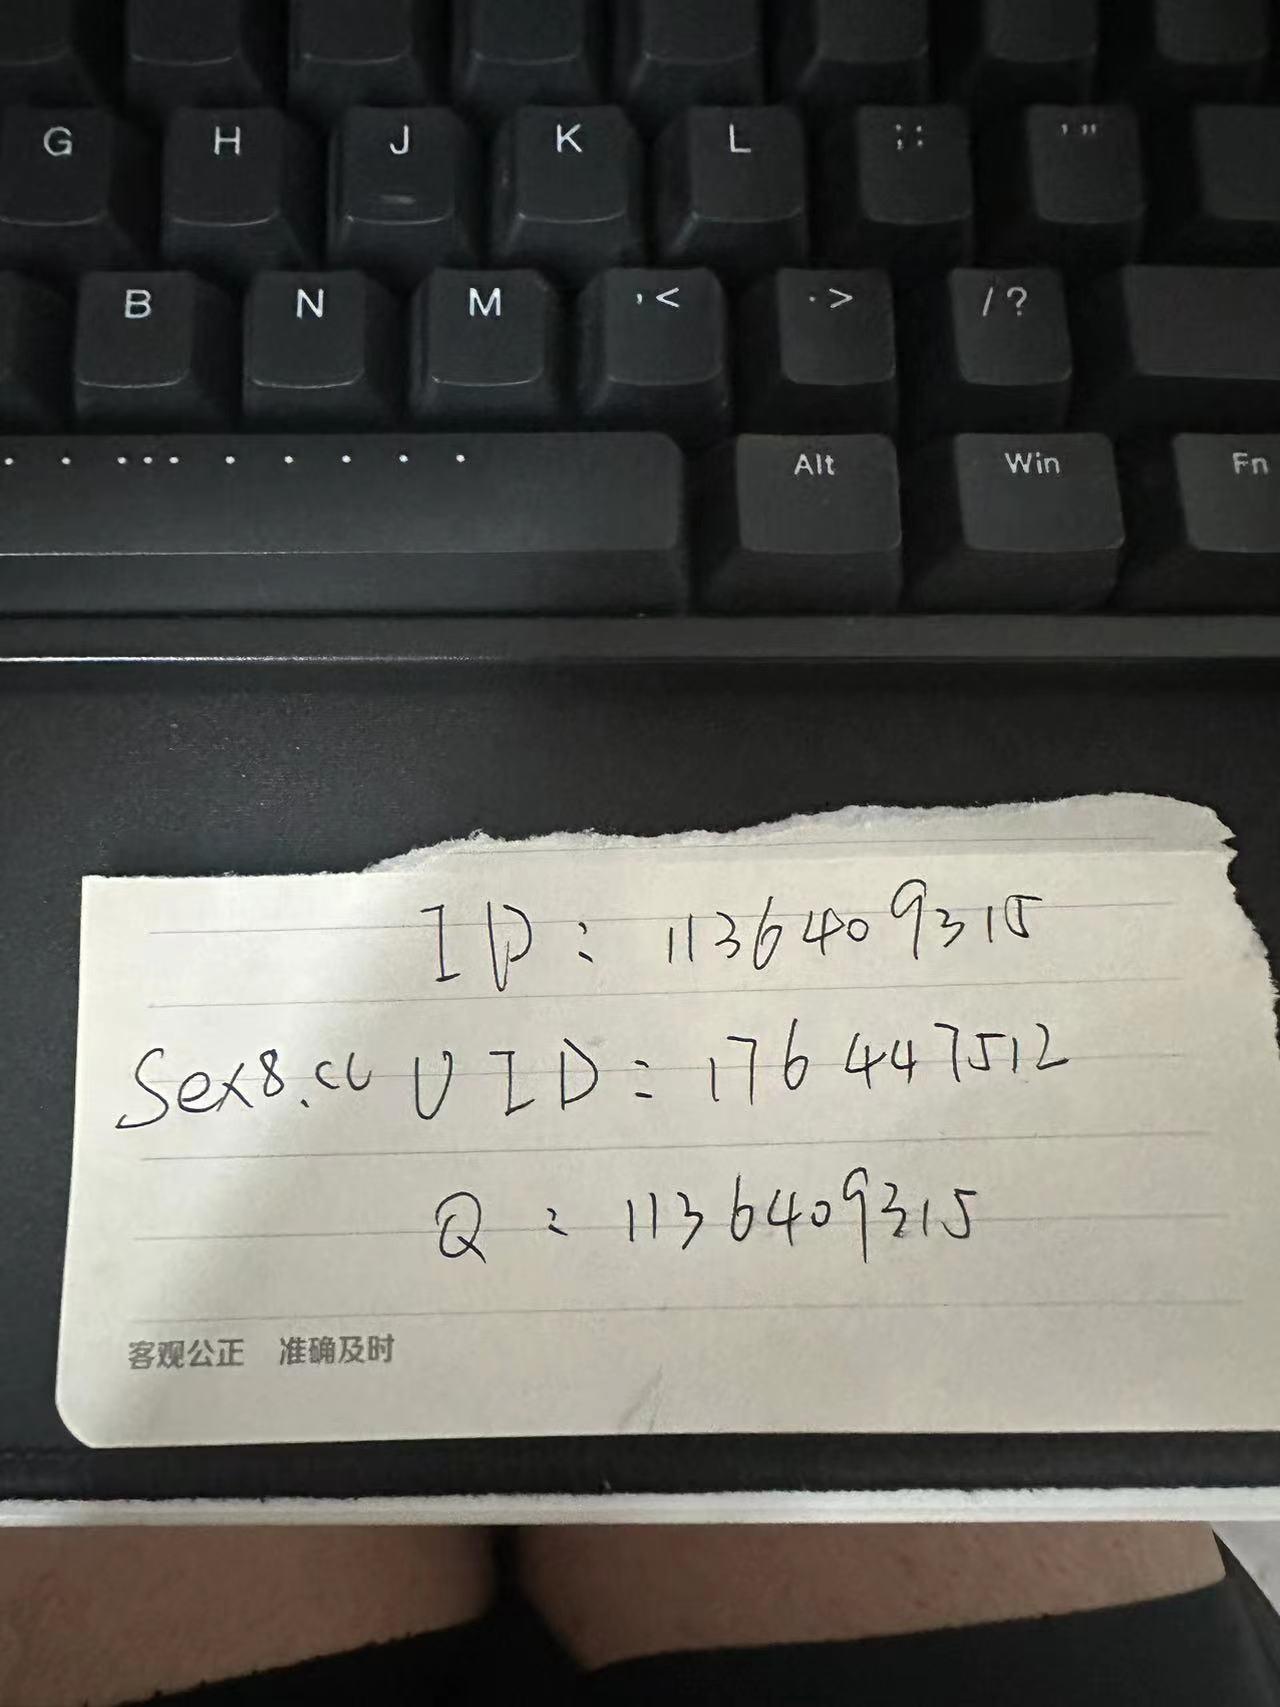 G H J K L ;: '"
B N M ,< .> /?
Alt Win Fn
ID: 1136409315
Sex8.cc UID: 176447512
Q: 1136409315
客观公正 准确及时